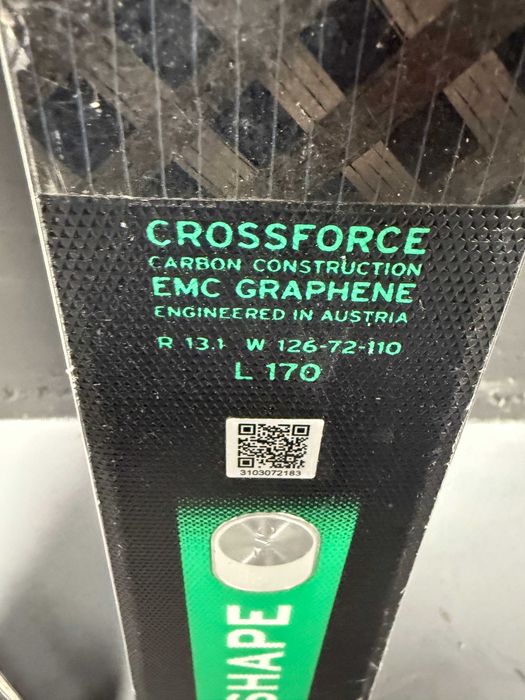 CROSSFORCE
CARBON CONSTRUCTION
EMC GRAPHENE
ENGINEERED IN AUSTRIA
R 13.1 W 126-72-110
L 170
3103072183
SHAPE